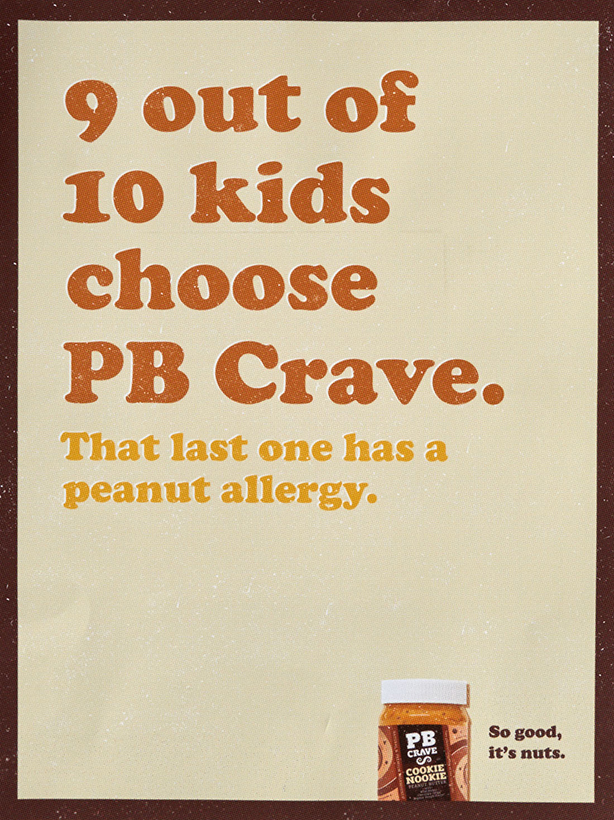 9 out of
10 kids
choose
PB Crave.
That last one has a
peanut allergy.
So good,
it's nuts.
PB
CRAVE
COOKIE
NOOKIE
PEANUT BUTTER